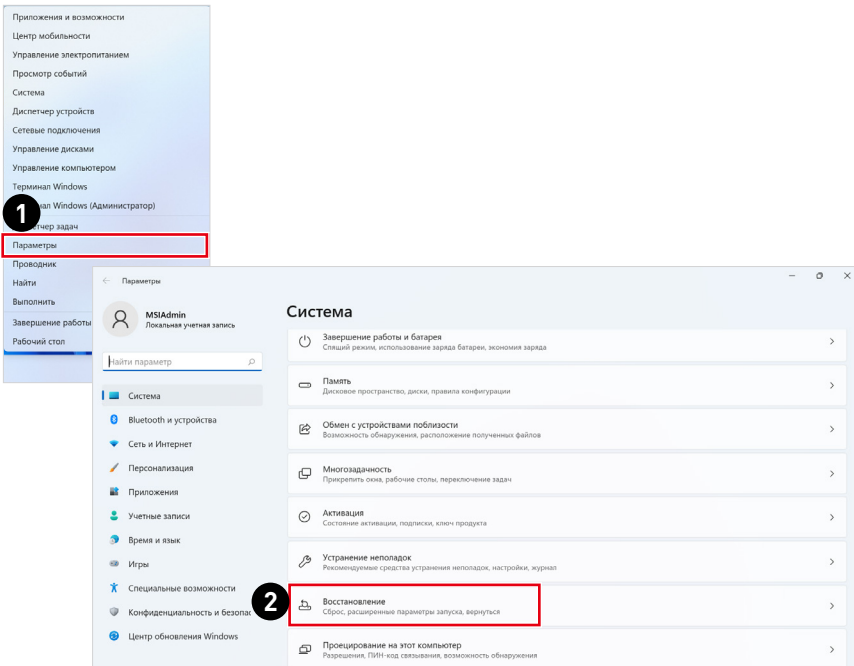 Приложения и возможности
Центр мобильности
Управление электропитанием
Просмотр событий
Система
Диспетчер устройств
Сетевые подключения
Управление дисками
Управление компьютером
Терминал Windows
Windows (Администратор)
1
задач
Параметры
Проводник
Найти
Выполнить
Завершение работы
Рабочий стол
Параметры
MSIAdmin
Локальная учетная запись
Найти параметр
Система
Bluetooth и устройства
Сеть и Интернет
Персонализация
Приложения
Учетные записи
Время и язык
Игры
Специальные возможности
Конфиденциальность и безопас
Центр обновления Windows
Система
Завершение работы и батарея
Спящий режим, использование заряда батареи, экономия заряда
Память
Дисковое пространство, диски, правила конфигурации
Обмен с устройствами поблизости
Возможность обнаружения, расположение полученных файлов
Многозадачность
Прикрепить окна, рабочие столы, переключение задач
Активация
Состояние активации, подписки, ключ продукта
Устранение неполадок
Рекомендуемые средства устранения неполадок, настройки, журнал
2
Восстановление
Сброс, расширенные параметры запуска, вернуться
Проецирование на этот компьютер
Разрешения, ПИН-код связывания, возможность обнаружения